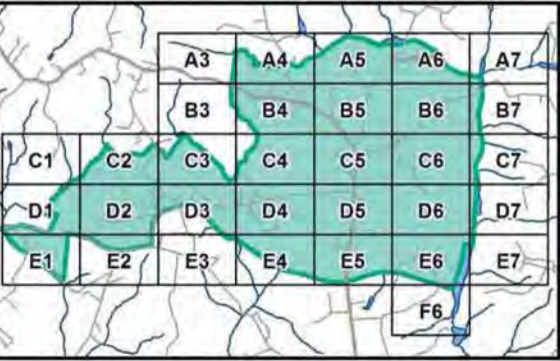 A3 A4 A5 A6 A7
B3 B4 B5 B6 B7
C1 C2 C3 C4 C5 C6 C7
D1 D2 D3 D4 D5 D6 D7
E1 E2 E3 E4 E5 E6 E7
F6